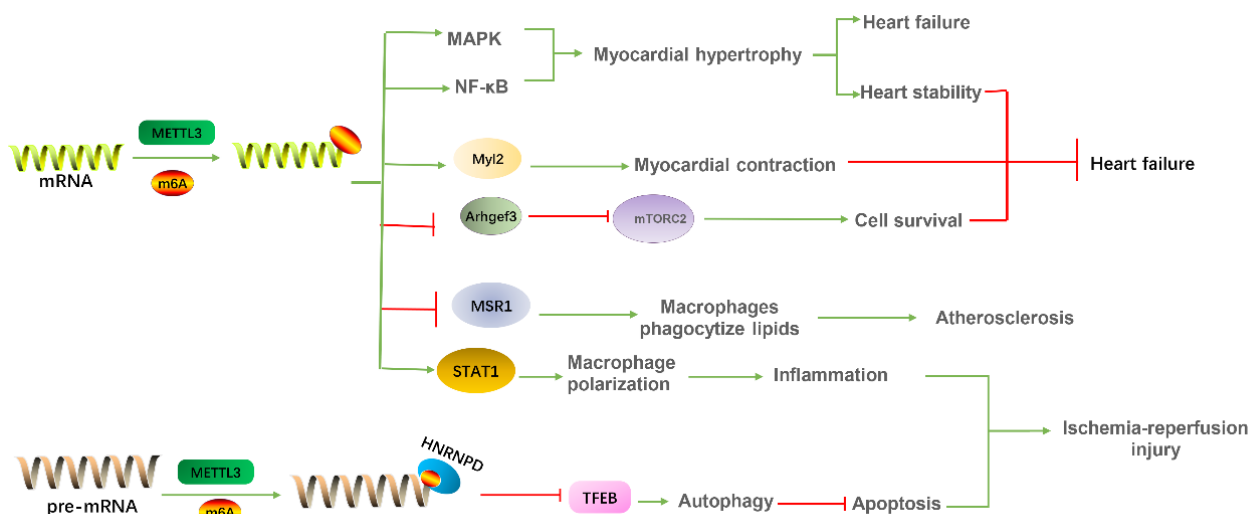 Heart failure
MAPK
Myocardial hypertrophy
NF-κB
Heart stability
METTL3
mRNA
m6A
Myl2
Myocardial contraction
Heart failure
Arhgef3
mTORC2
Cell survival
MSR1
Macrophages
phagocytize lipids
Atherosclerosis
STAT1
Macrophage
polarization
Inflammation
Ischemia-reperfusion
injury
HNRNPD
METTL3
pre-mRNA
m6A
TFEB
Autophagy
Apoptosis